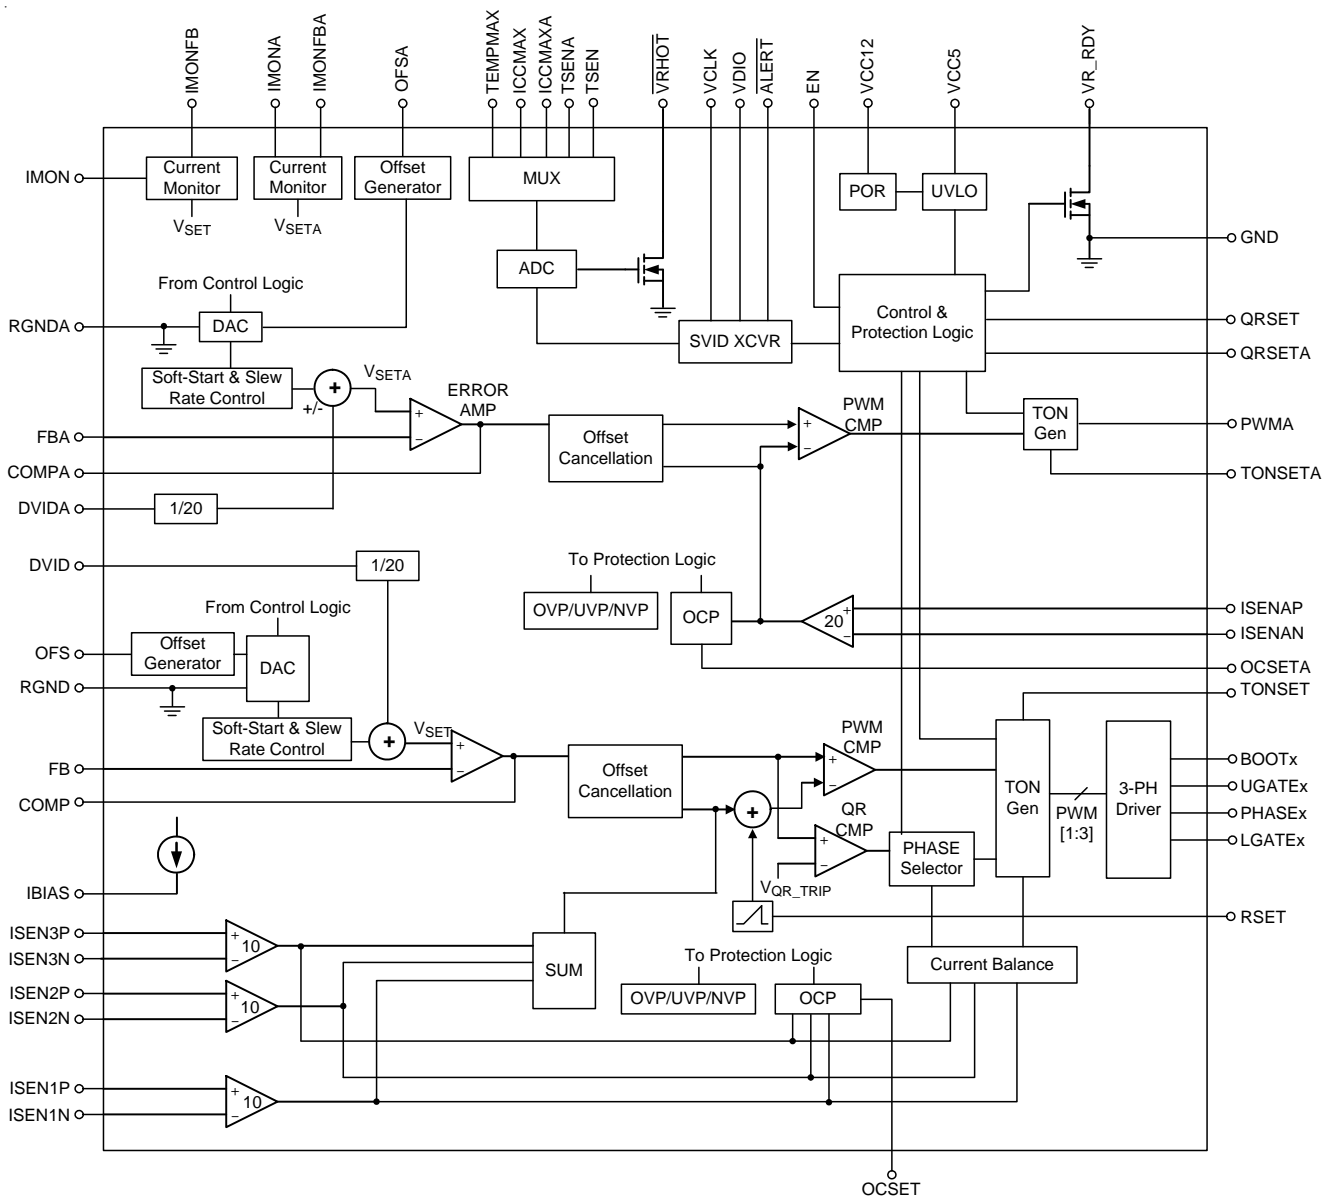 IMONFB
IMONA
IMONFBA
OFSA
TEMPMAX
ICCMAX
ICCMAXA
TSENA
TSEN
VRHOT
VCLK
VDIO
ALERT
EN
VCC12
VCC5
VR_RDY
IMON
Current
Monitor
Current
Monitor
Offset
Generator
MUX
POR
UVLO
VSET
VSETA
GND
ADC
From Control Logic
RGNDA
DAC
SVID XCVR
Control &
Protection Logic
QRSET
QRSETA
Soft-Start & Slew
Rate Control
+
+/-
VSETA
ERROR
AMP
+
−
Offset
Cancellation
PWM
CMP
+
−
TON
Gen
PWMA
FBA
COMPA
TONSETA
DVIDA
1/20
DVID
1/20
To Protection Logic
OVP/UVP/NVP
OCP
20
+
−
ISENAP
ISENAN
OCSETA
From Control Logic
OFS
Offset
Generator
DAC
RGND
TONSET
Soft-Start & Slew
Rate Control
+
VSET
+
−
Offset
Cancellation
PWM
CMP
+
−
FB
COMP
+
QR
CMP
+
−
VQR_TRIP
PHASE
Selector
TON
Gen
PWM
[1:3]
3-PH
Driver
BOOTx
UGATEx
PHASEx
LGATEx
IBIAS
RSET
ISEN3P
ISEN3N
+
−
10
SUM
To Protection Logic
OVP/UVP/NVP
OCP
Current Balance
ISEN2P
ISEN2N
+
−
10
ISEN1P
ISEN1N
+
−
10
OCSET